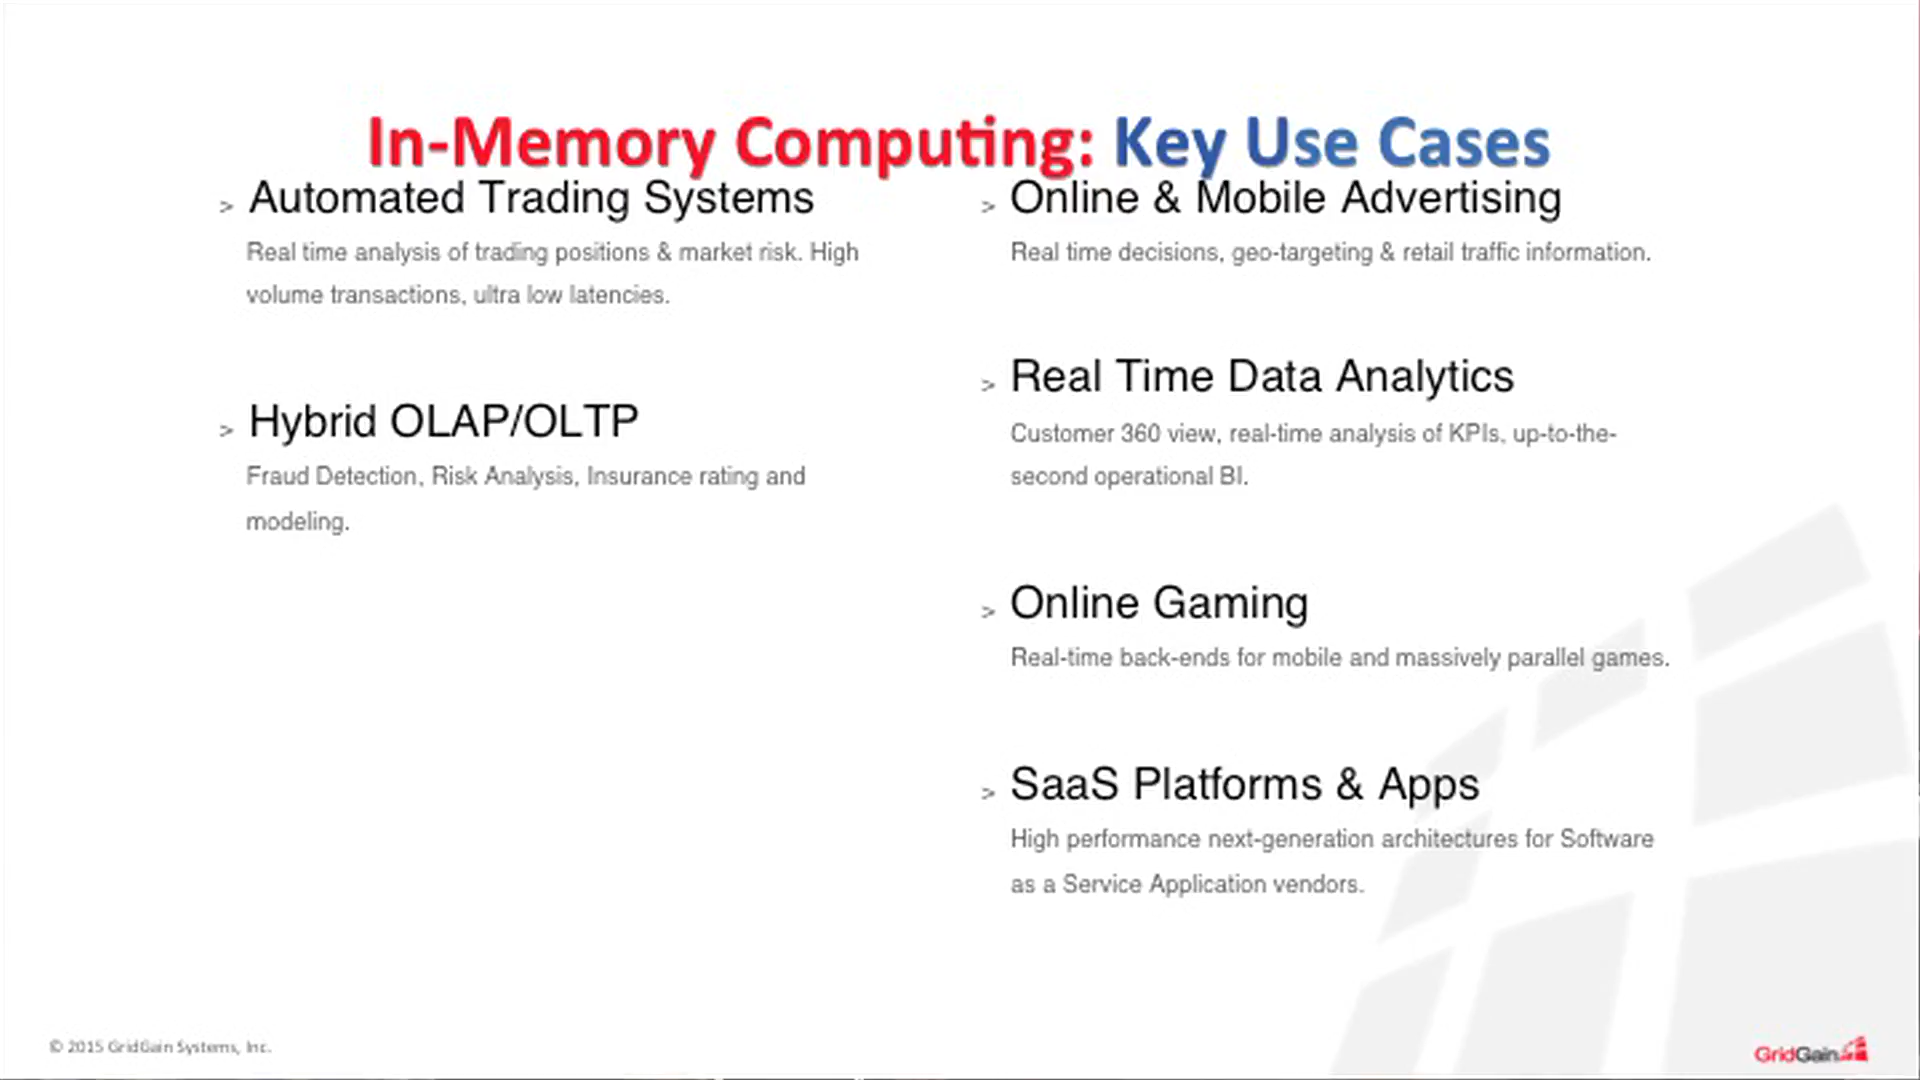 In-Memory Computing: Key Use Cases
> Automated Trading Systems
Real time analysis of trading positions & market risk. High
volume transactions, ultra low latencies.
> Hybrid OLAP/OLTP
Fraud Detection, Risk Analysis, Insurance rating and
modeling.
> Online & Mobile Advertising
Real time decisions, geo-targeting & retail traffic information.
> Real Time Data Analytics
Customer 360 view, real-time analysis of KPIs, up-to-the-
second operational BI.
> Online Gaming
Real-time back-ends for mobile and massively parallel games.
> SaaS Platforms & Apps
High performance next-generation architectures for Software
as a Service Application vendors.
© 2015 GridGain Systems, Inc.
GridGain